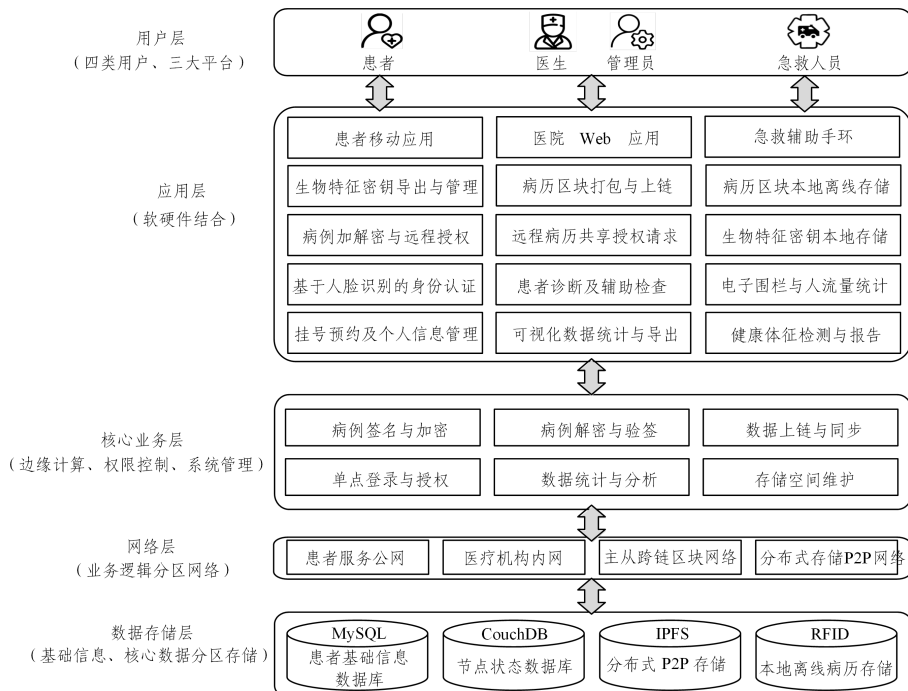 用户层
(四类用户、三大平台)
患者
医生
管理员
急救人员
应用层
(软硬件结合)
患者移动应用
医院 Web 应用
急救辅助手环
生物特征密钥导出与管理
病历区块打包与上链
病历区块本地离线存储
病例加解密与远程授权
远程病历共享授权请求
生物特征密钥本地存储
基于人脸识别的身份认证
患者诊断及辅助检查
电子围栏与人流量统计
挂号预约及个人信息管理
可视化数据统计与导出
健康体征检测与报告
核心业务层
(边缘计算、权限控制、系统管理)
病例签名与加密
病例解密与验签
数据上链与同步
单点登录与授权
数据统计与分析
存储空间维护
网络层
(业务逻辑分区网络)
患者服务公网
医疗机构内网
主从跨链区块网络
分布式存储P2P网络
数据存储层
(基础信息、核心数据分区存储)
MySQL
患者基础信息
数据库
CouchDB
节点状态数据库
IPFS
分布式 P2P 存储
RFID
本地离线病历存储